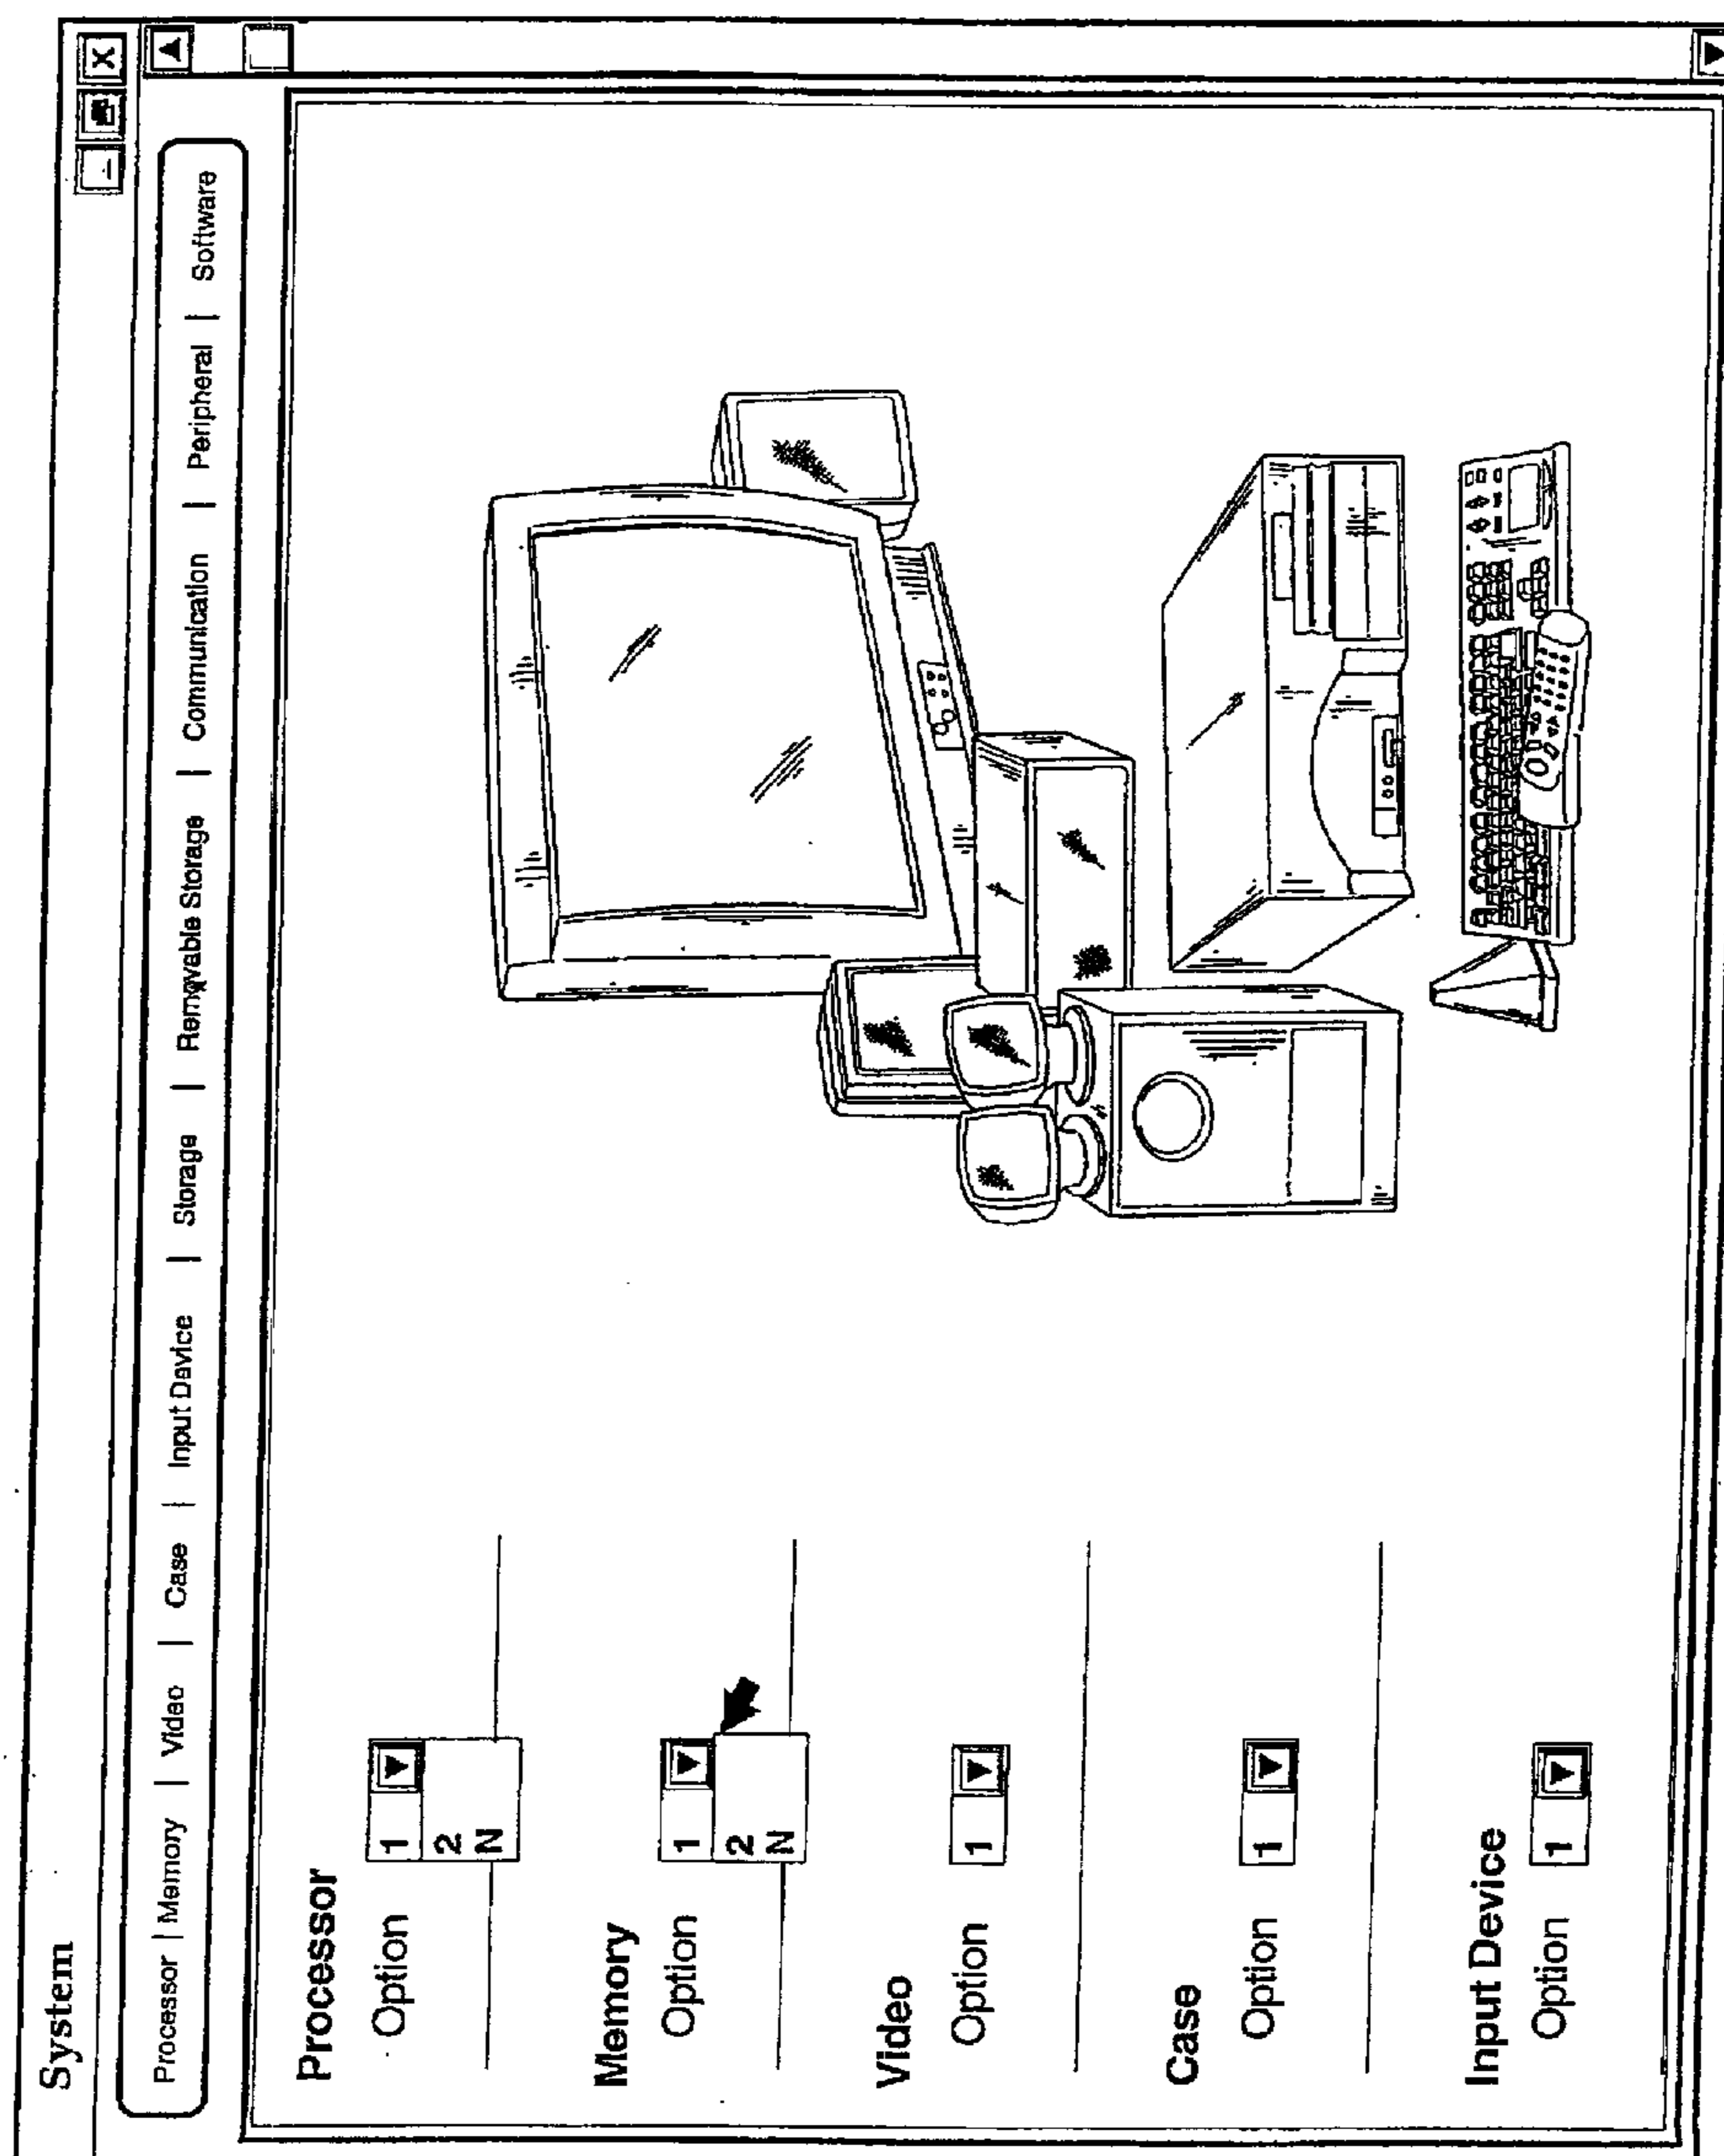 System
X
Processor | Memory | Video | Case | Input Device | Storage | Removable Storage | Communication | Peripheral | Software
Processor
Option 1
2
N
Memory
Option 1
2
N
Video
Option 1
Case
Option 1
Input Device
Option 1